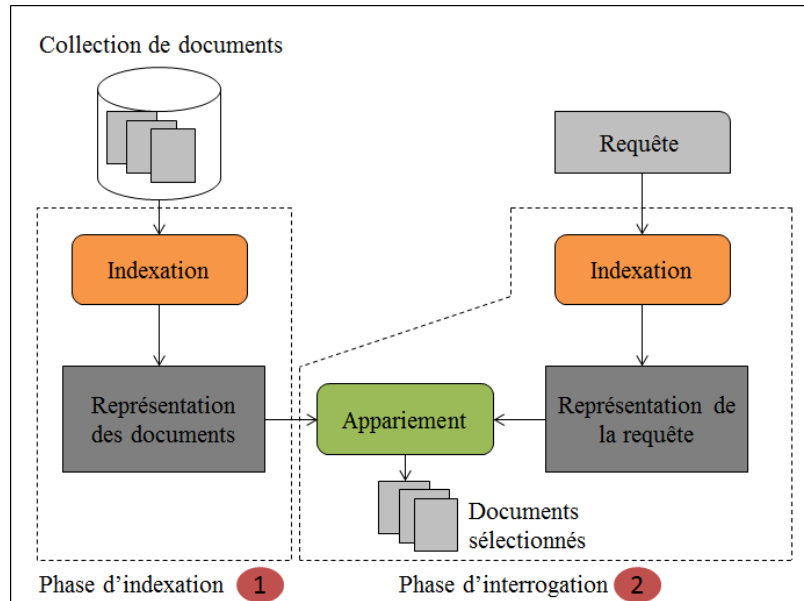 Collection de documents
Requête
Indexation
Indexation
Représentation
des documents
Appariement
Représentation de
la requête
Documents
sélectionnés
Phase d'indexation 1
Phase d'interrogation 2